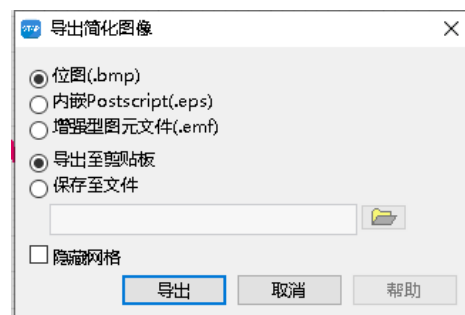 STAR
导出简化图像
位图(.bmp)
内嵌Postscript(.eps)
增强型图元文件(.emf)
导出至剪贴板
保存至文件
隐藏网格
导出 取消 帮助